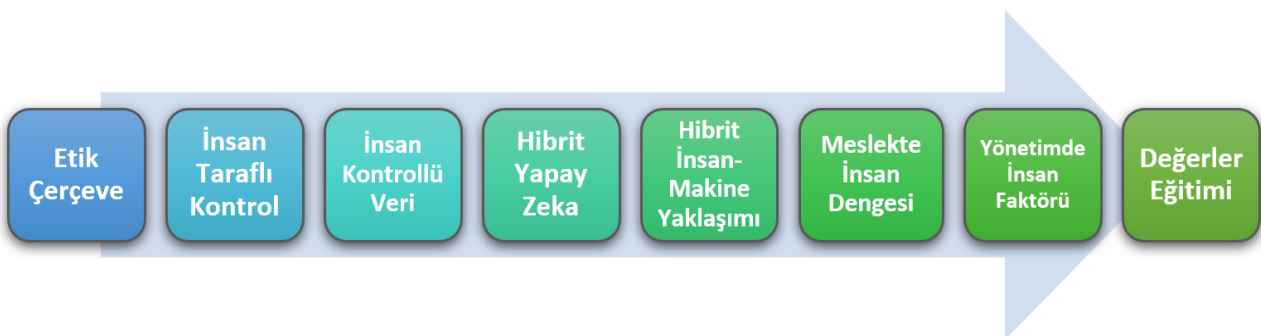 Etik
Çerçeve
İnsan
Taraflı
Kontrol
İnsan
Kontrollü
Veri
Hibrit
Yapay
Zeka
Hibrit
İnsan-
Makine
Yaklaşımı
Meslekte
İnsan
Dengesi
Yönetimde
İnsan
Faktörü
Değerler
Eğitimi